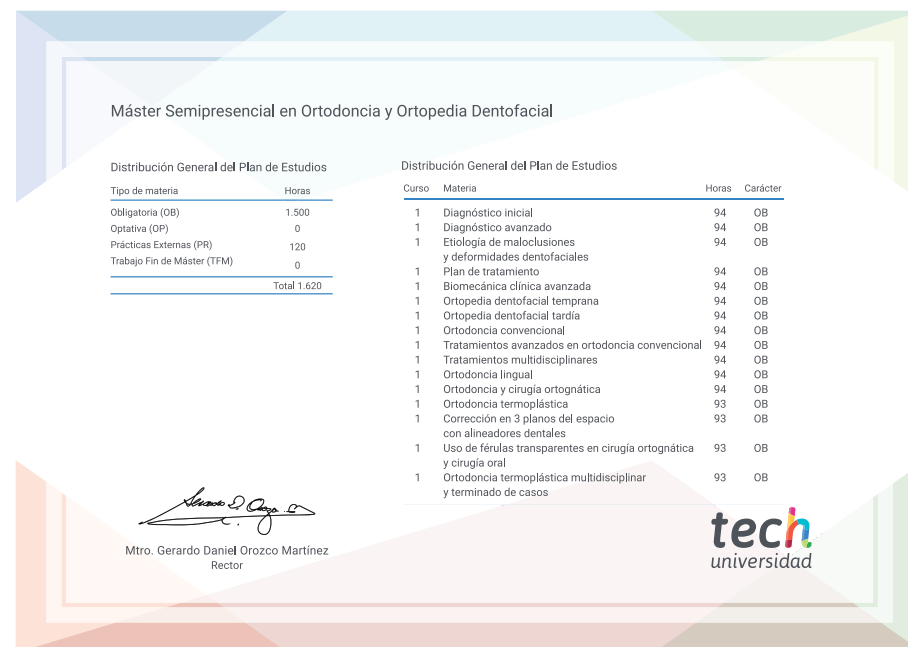 Máster Semipresencial en Ortodoncia y Ortopedia Dentofacial
Distribución General del Plan de Estudios
Tipo de materia Horas
Obligatoria (OB) 1.500
Optativa (OP) 0
Prácticas Externas (PR) 120
Trabajo Fin de Máster (TFM) 0
Total 1.620
Distribución General del Plan de Estudios
Curso Materia Horas Carácter
1 Diagnóstico inicial 94 OB
1 Diagnóstico avanzado 94 OB
1 Etiología de maloclusiones 94 OB
y deformidades dentofaciales
1 Plan de tratamiento 94 OB
1 Biomecánica clínica avanzada 94 OB
1 Ortopedia dentofacial temprana 94 OB
1 Ortopedia dentofacial tardía 94 OB
1 Ortodoncia convencional 94 OB
1 Tratamientos avanzados en ortodoncia convencional 94 OB
1 Tratamientos multidisciplinares 94 OB
1 Ortodoncia lingual 94 OB
1 Ortodoncia y cirugía ortognática 94 OB
1 Ortodoncia termoplástica 93 OB
1 Corrección en 3 planos del espacio 93 OB
con alineadores dentales
1 Uso de férulas transparentes en cirugía ortognática 93 OB
y cirugía oral
1 Ortodoncia termoplástica multidisciplinar 93 OB
y terminado de casos
Mtro. Gerardo Daniel Orozco Martínez
Rector
tech
universidad